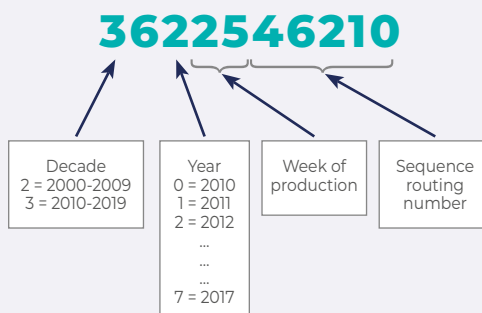 3622546210
Decade
2 = 2000-2009
3 = 2010-2019
Year
0 = 2010
1 = 2011
2 = 2012
...
...
...
7 = 2017
Week of
production
Sequence
routing
number